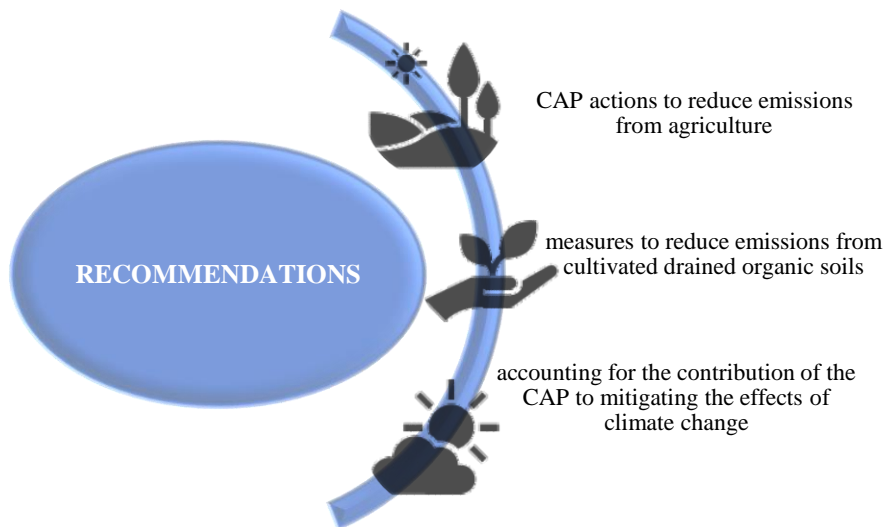 CAP actions to reduce emissions
from agriculture
RECOMMENDATIONS
measures to reduce emissions from
cultivated drained organic soils
accounting for the contribution of the
CAP to mitigating the effects of
climate change